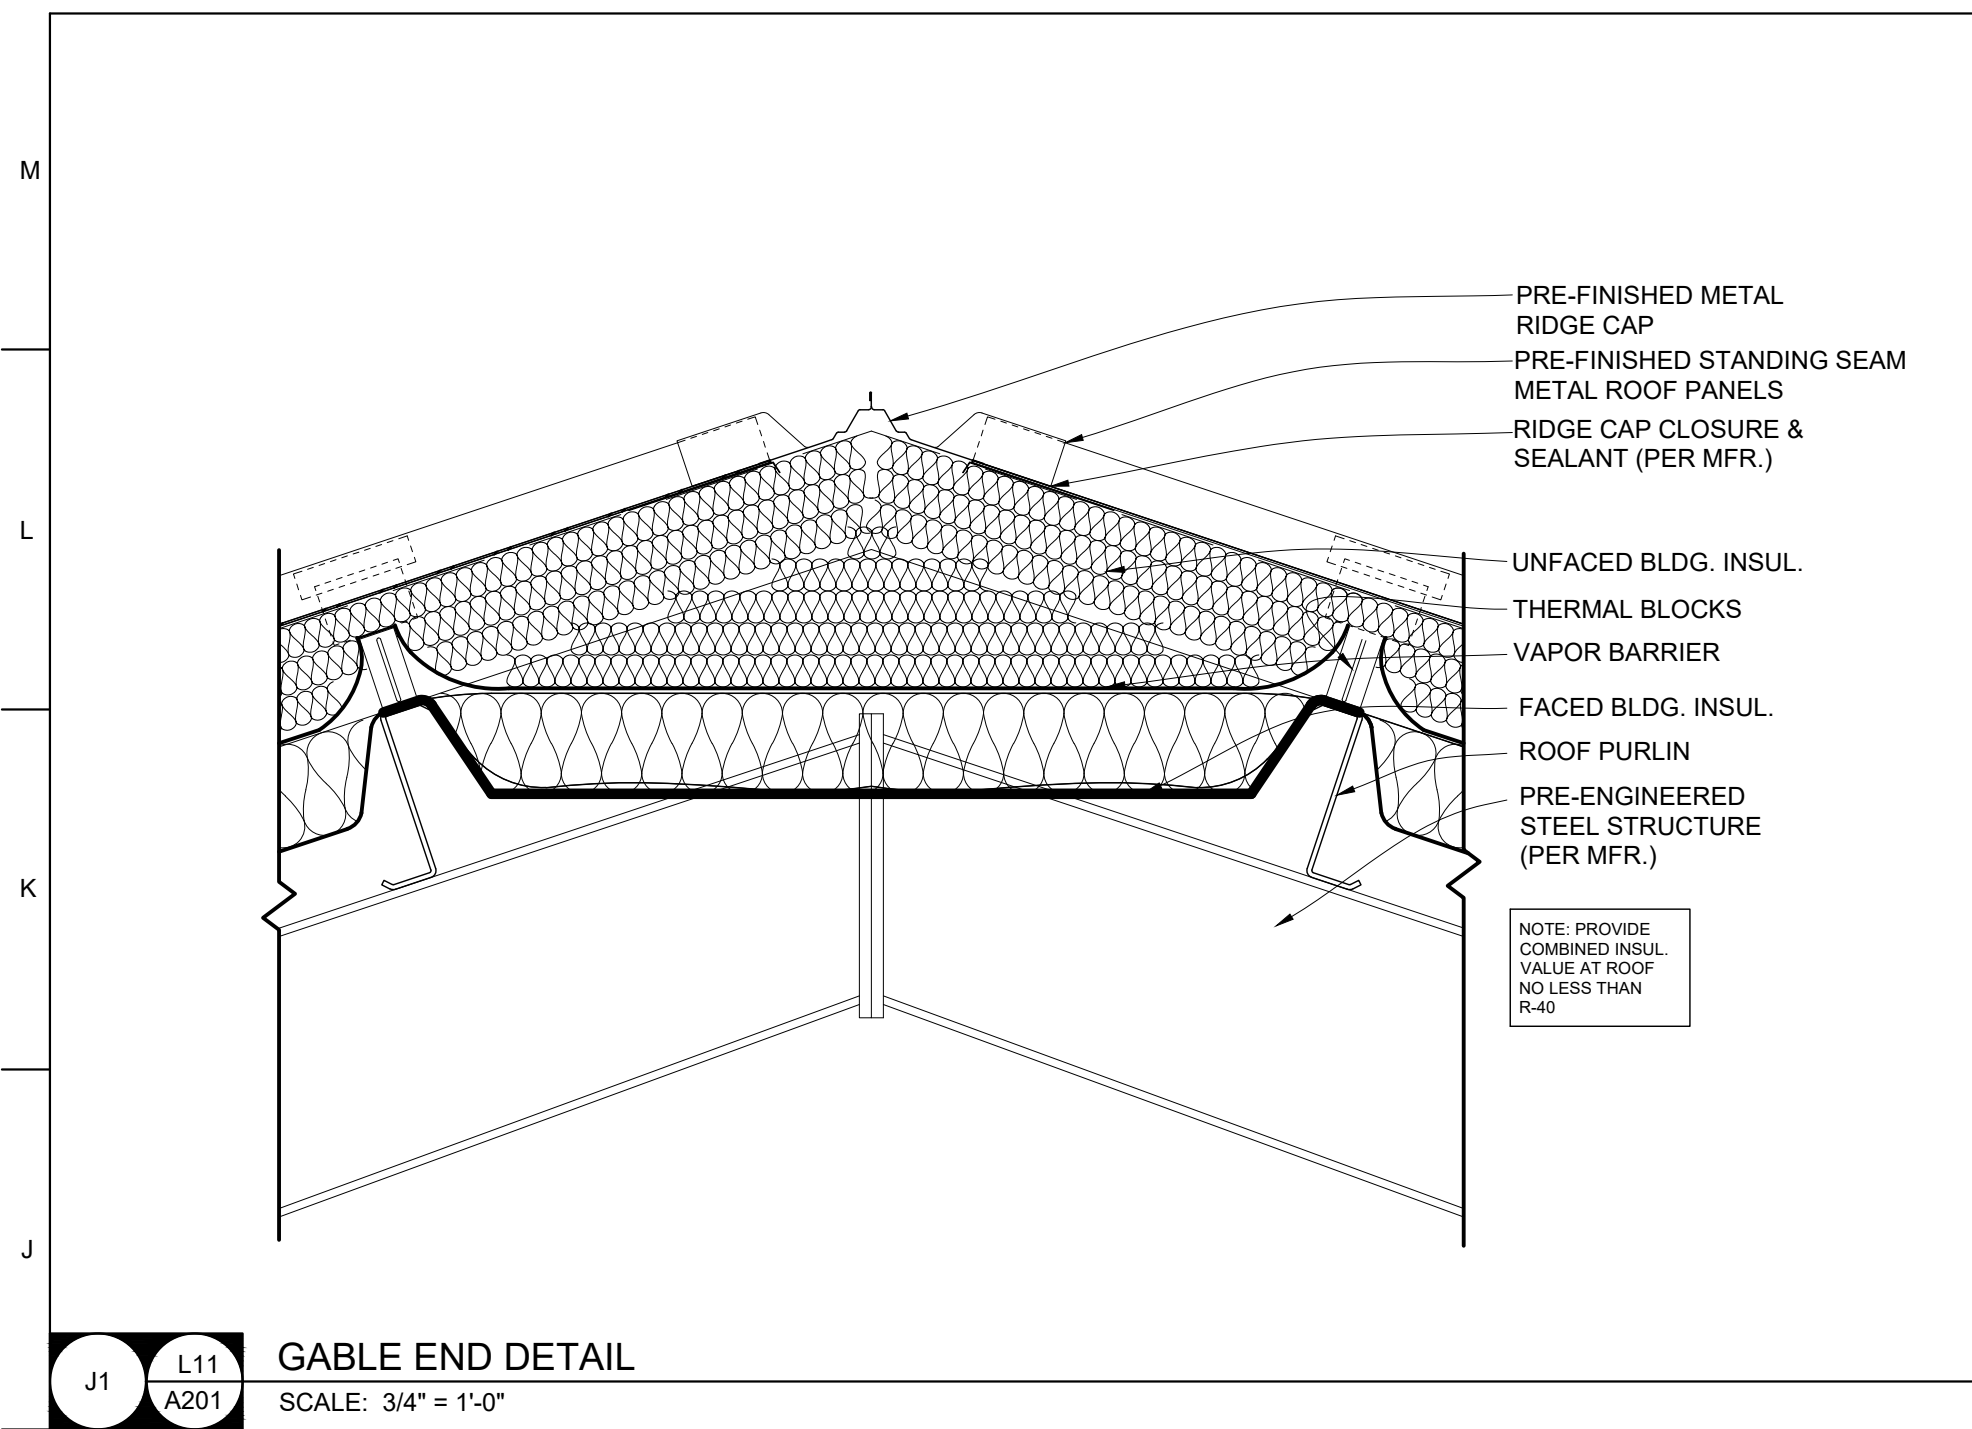 M
PRE-FINISHED METAL
RIDGE CAP
PRE-FINISHED STANDING SEAM
METAL ROOF PANELS
RIDGE CAP CLOSURE &
SEALANT (PER MFR.)
L
UNFACED BLDG. INSUL.
THERMAL BLOCKS
VAPOR BARRIER
FACED BLDG. INSUL.
ROOF PURLIN
PRE-ENGINEERED
STEEL STRUCTURE
(PER MFR.)
K
NOTE: PROVIDE
COMBINED INSUL.
VALUE AT ROOF
NO LESS THAN
R-40
J
J1
L11
A201
GABLE END DETAIL
SCALE: 3/4" = 1'-0"